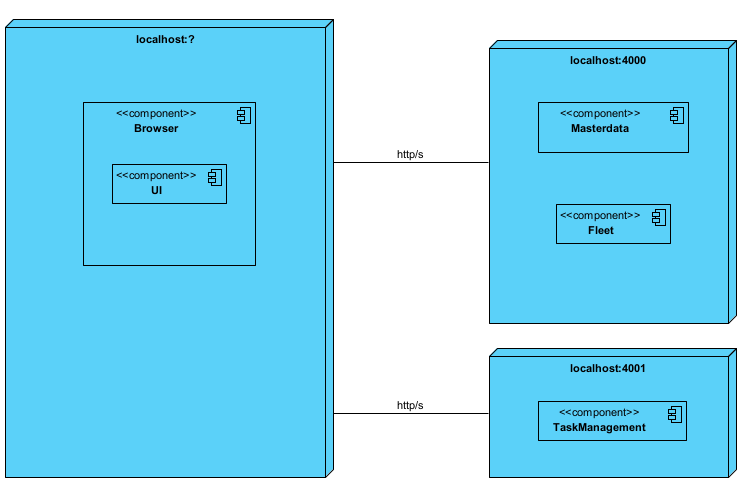 localhost:?
<<component>>
Browser
<<component>>
UI
http/s
http/s
localhost:4000
<<component>>
Masterdata
<<component>>
Fleet
localhost:4001
<<component>>
TaskManagement